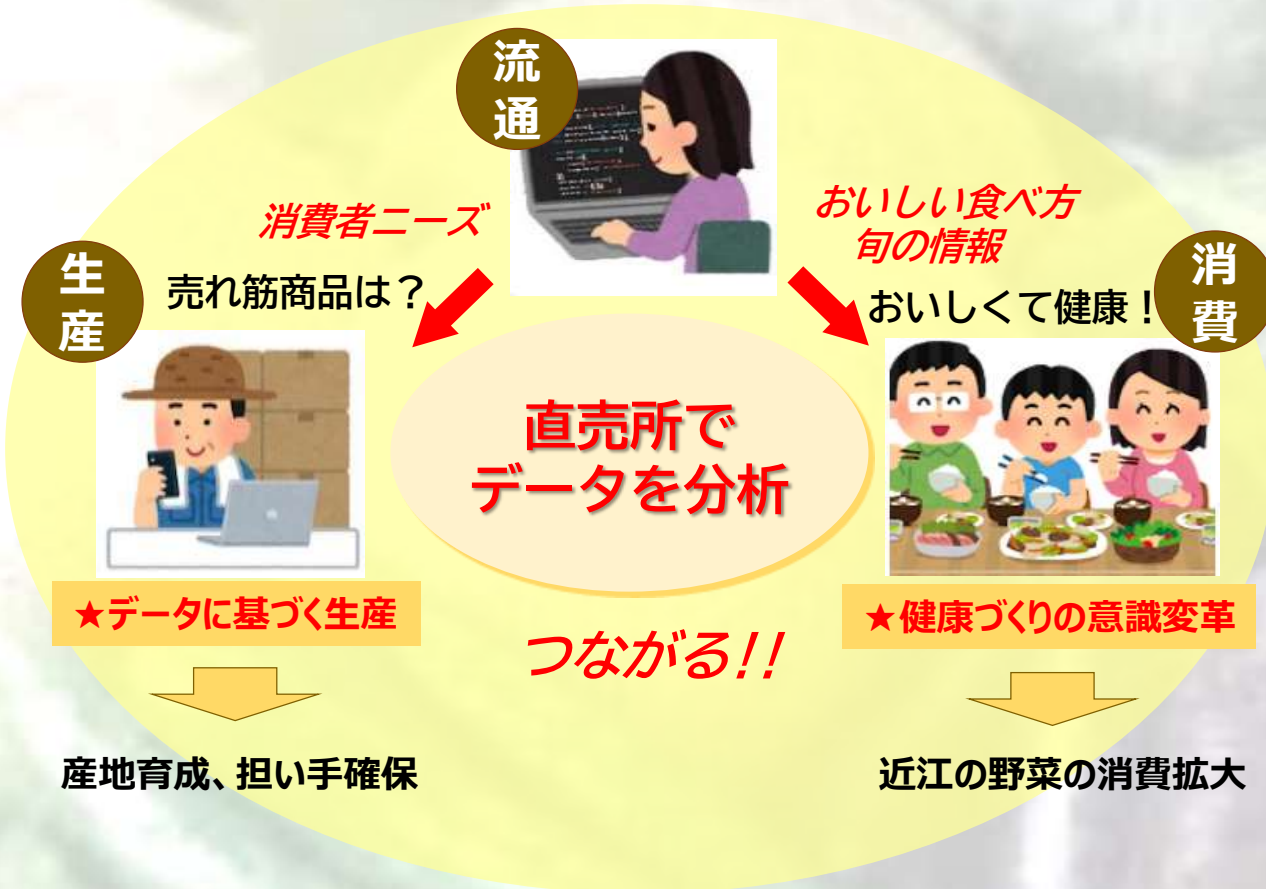 流通
消費者ニーズ
おいしい食べ方
旬の情報
生産
売れ筋商品は？
おいしくて健康！
消費
直売所で
データを分析
★データに基づく生産
★健康づくりの意識変革
つながる!!
産地育成、担い手確保
近江の野菜の消費拡大